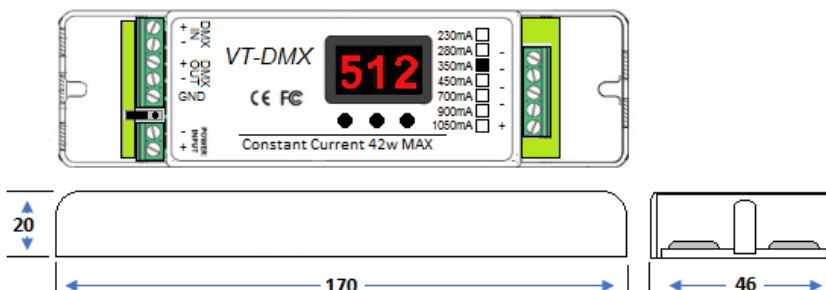 + DMX
- IN
+ DMX
- OUT
GND
- POWER
+ INPUT
VT-DMX
CE FC
512
Constant Current 42w MAX
230mA
280mA -
350mA -
450mA -
700mA -
900mA
1050mA +
20
170
46